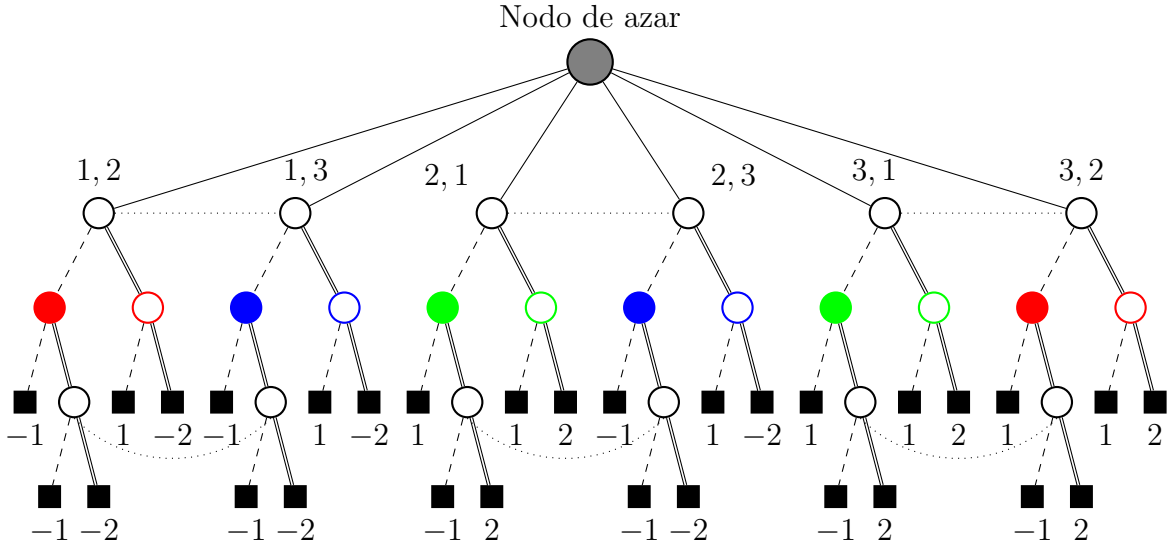 Nodo de azar
1, 2 1, 3 2, 1 2, 3 3, 1 3, 2
−1 1 −2 −1 1 −2 1 1 2 −1 1 −2 1 1 2 1 1 2
−1 −2 −1 −2 −1 2 −1 −2 −1 2 −1 2